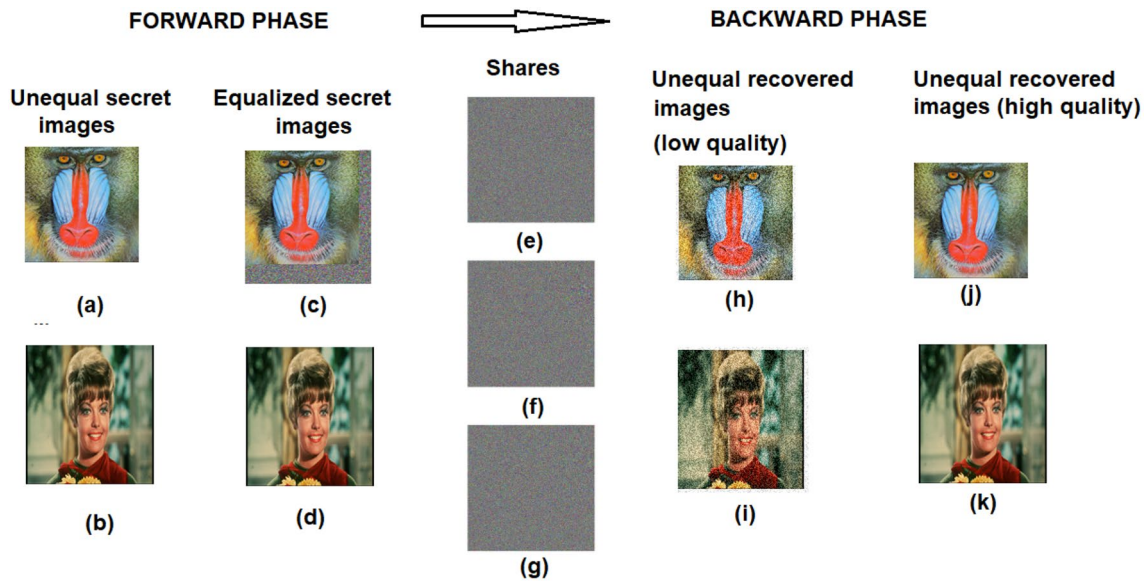 FORWARD PHASE
BACKWARD PHASE
Unequal secret
images
Equalized secret
images
Shares
Unequal recovered
images
(low quality)
Unequal recovered
images (high quality)
(a)
(c)
(e)
(h)
(j)
---
(f)
(b)
(d)
(i)
(k)
(g)